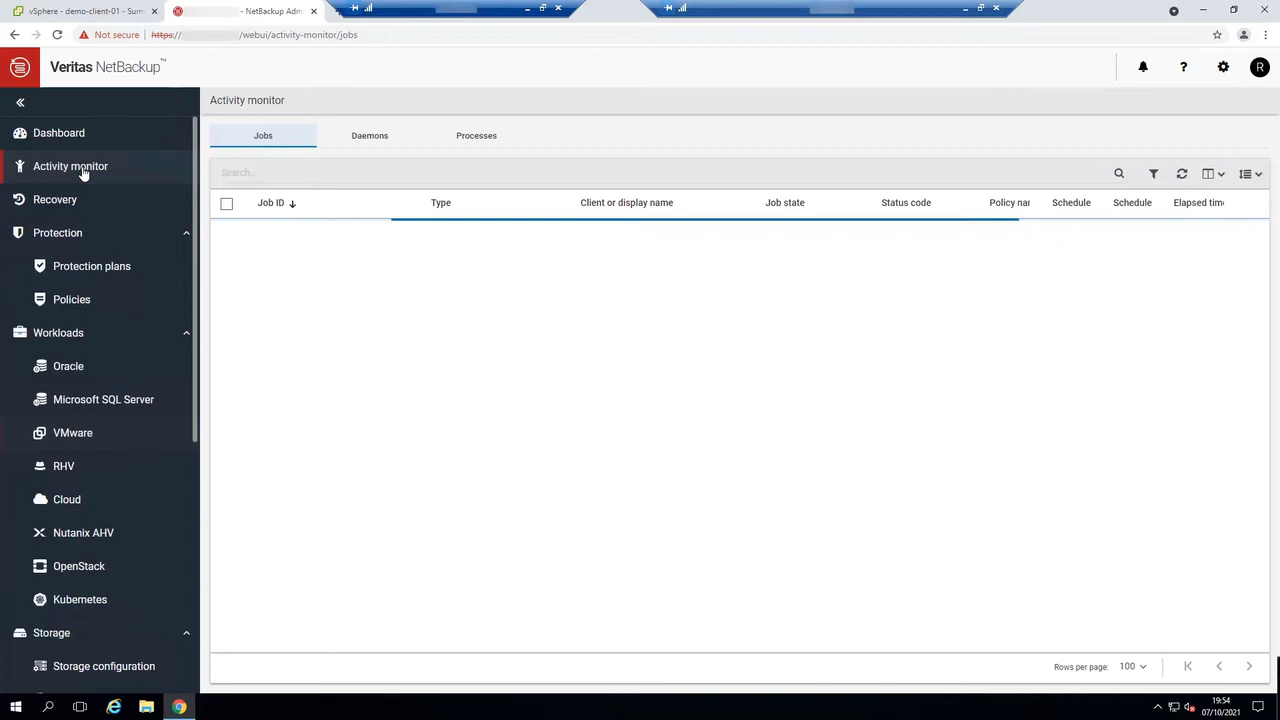 vSphere - demo-client-01 - Sum
- NetBackup Adm
Not secure https:// /webui/activity-monitor/jobs
Veritas NetBackup™
R
Activity monitor
Dashboard
Activity monitor
Recovery
Protection
Protection plans
Policies
Workloads
Oracle
Microsoft SQL Server
VMware
RHV
Cloud
Nutanix AHV
OpenStack
Kubernetes
Storage
Storage configuration
Jobs Daemons Processes
Search...
Job ID Type Client or display name Job state Status code Policy nar Schedule Schedule Elapsed time
Rows per page: 100
19:54
07/10/2021